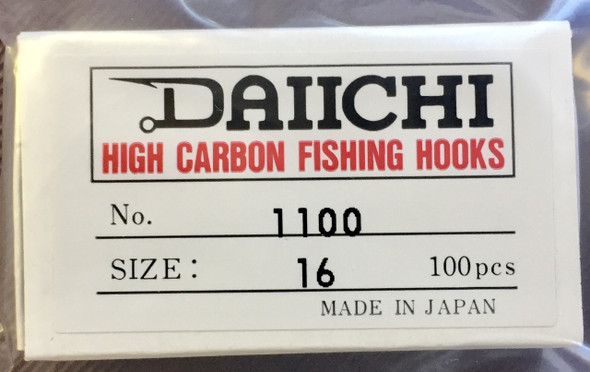 DAIICHI
HIGH CARBON FISHING HOOKS
No. 1100
SIZE: 16 100pcs
MADE IN JAPAN